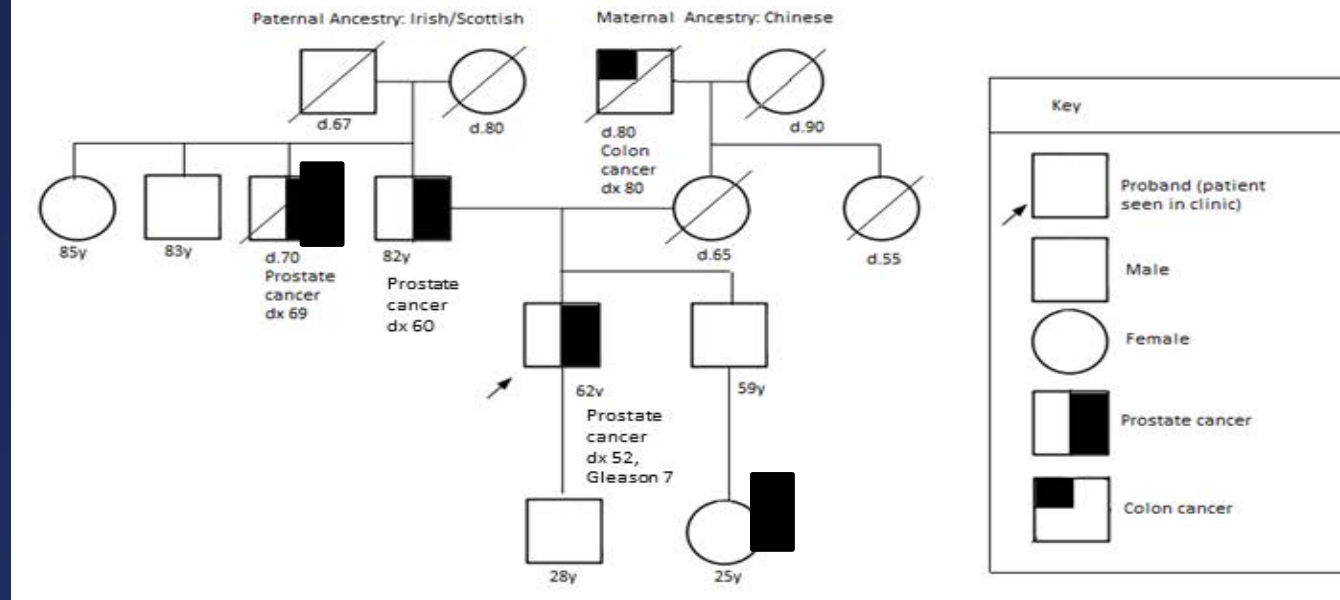 Paternal Ancestry: Irish/Scottish
Maternal Ancestry: Chinese
d.67
d.80
d.80
Colon
cancer
dx 80
d.90
85y
83y
d.70
Prostate
cancer
dx 69
82y
Prostate
cancer
dx 60
d.65
d.55
62y
Prostate
cancer
dx 52,
Gleason 7
59y
28y
25y
Key
Proband (patient
seen in clinic)
Male
Female
Prostate cancer
Colon cancer